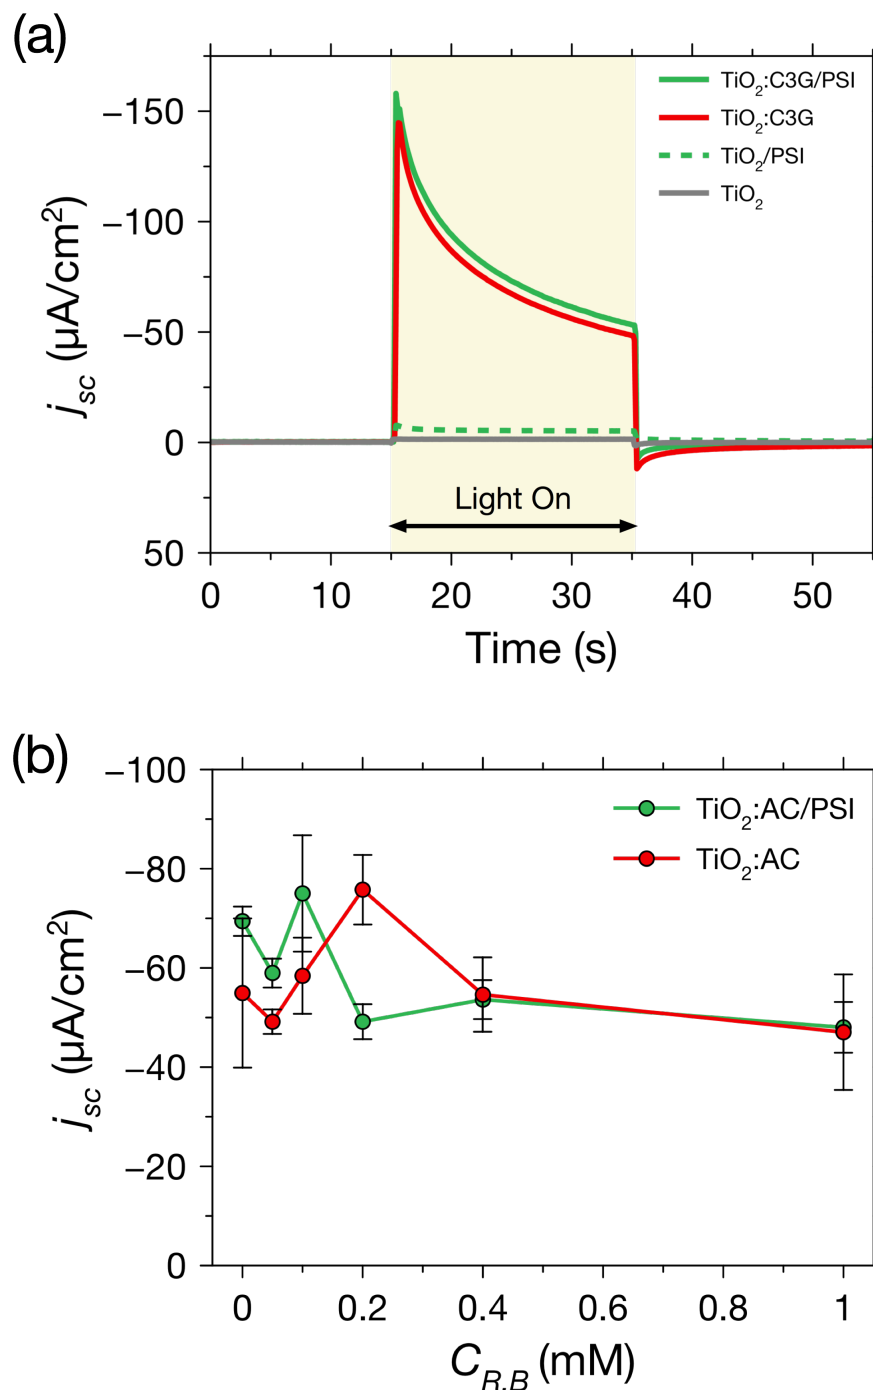 (a)
−150
−100
−50
0
50
jsc (µA/cm²)
TiO₂:C3G/PSI
TiO₂:C3G
TiO₂/PSI
TiO₂
Light On
0 10 20 30 40 50
Time (s)
(b)
−100
−80
−60
−40
−20
0
jsc (µA/cm²)
TiO₂:AC/PSI
TiO₂:AC
0 0.2 0.4 0.6 0.8 1
CR.B (mM)